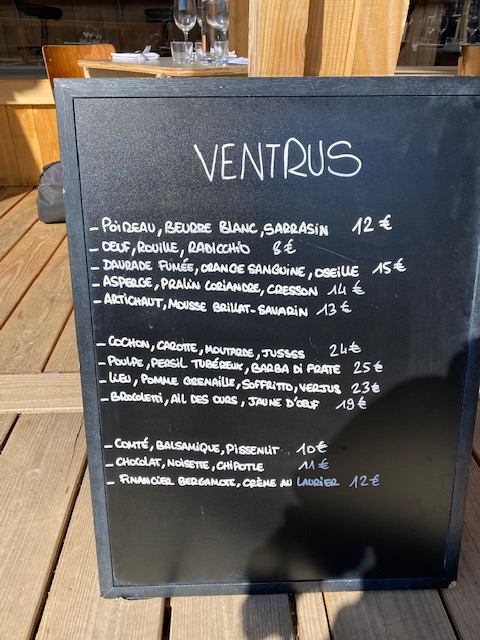 VENTRUS
- POIREAU, BEURRE BLANC, SARRASIN 12€
- OEUF, ROUILLE, RADICCHIO 8€
- DAURADE FUMÉE, ORANGE SANGUINE, OSEILLE 15€
- ASPERGE, PRALIN CORIANDRE, CRESSON 14€
- ARTICHAUT, MOUSSE BRILLAT-SAVARIN 13€
- COCHON, CAROTTE, MOUTARDE, JUSSSS 24€
- POULPE, PERSIL TUBÉREUX, BARBA DI FRATE 25€
- LIEU, POMME GRENAILLE, SOFFRITTO, VERJUS 23€
- BROCOLETTI, AIL DES OURS, JAUNE D'OEUF 19€
- COMTÉ, BALSAMIQUE, PISSENLIT 10€
- CHOCOLAT, NOISETTE, CHIPOTLE 11€
- FINANCIER BERGAMOTE, CRÈME AU LAURIER 12€